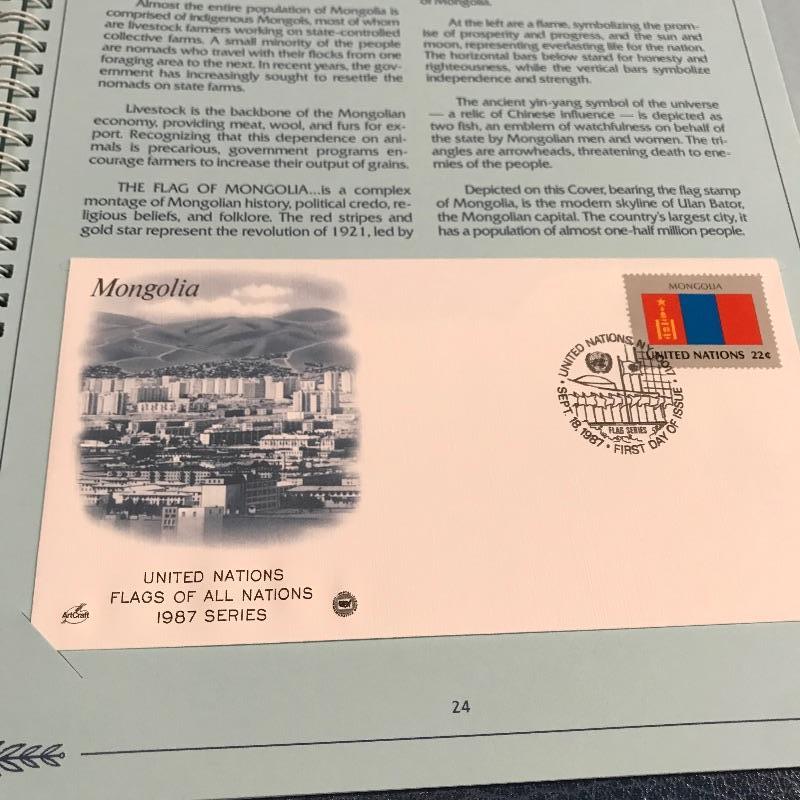 Almost the entire population of Mongolia is
comprised of indigenous Mongols, most of whom
are livestock farmers working on state-controlled
collective farms. A small minority of the people
are nomads who travel with their flocks from one
foraging area to the next. In recent years, the gov-
ernment has increasingly sought to resettle the
nomads on state farms.
Livestock is the backbone of the Mongolian
economy, providing meat, wool, and furs for ex-
port. Recognizing that this dependence on ani-
mals is precarious, government programs en-
courage farmers to increase their output of grains.
THE FLAG OF MONGOLIA...is a complex
montage of Mongolian history, political credo, re-
ligious beliefs, and folklore. The red stripes and
gold star represent the revolution of 1921, led by
of Mongolia.
At the left are a flame, symbolizing the prom-
ise of prosperity and progress, and the sun and
moon, representing everlasting life for the nation.
The horizontal bars below stand for honesty and
righteousness, while the vertical bars symbolize
independence and strength.
The ancient yin-yang symbol of the universe
— a relic of Chinese influence — is depicted as
two fish, an emblem of watchfulness on behalf of
the state by Mongolian men and women. The tri-
angles are arrowheads, threatening death to ene-
mies of the people.
Depicted on this Cover, bearing the flag stamp
of Mongolia, is the modern skyline of Ulan Bator,
the Mongolian capital. The country's largest city, it
has a population of almost one-half million people.
Mongolia
MONGOLIA
UNITED NATIONS 22¢
UNITED NATIONS, N.Y. 10017
FLAG SERIES
SEPT. 18, 1987 • FIRST DAY OF ISSUE
UNITED NATIONS
FLAGS OF ALL NATIONS
1987 SERIES
ArtCraft
24